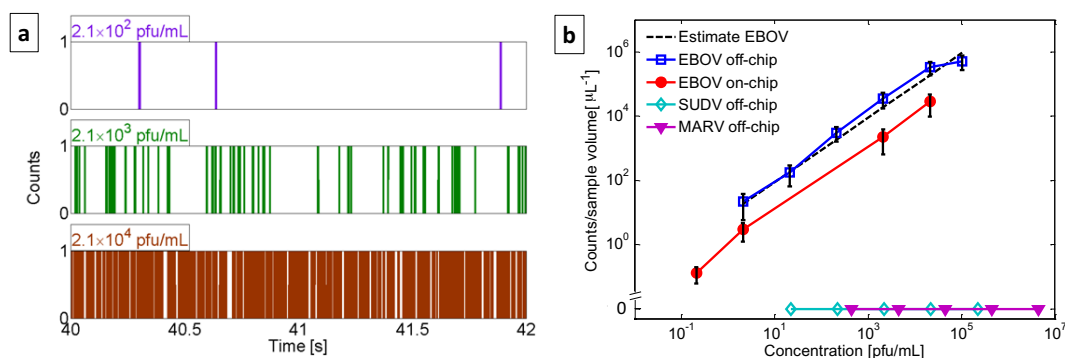 a
2.1×10² pfu/mL
1
0
2.1×10³ pfu/mL
1
0
Counts
2.1×10⁴ pfu/mL
1
0
40 40.5 41 41.5 42
Time [s]
b
Estimate EBOV
EBOV off-chip
EBOV on-chip
SUDV off-chip
MARV off-chip
Counts/sample volume[ µL⁻¹]
10⁶
10⁴
10²
10⁰
0
10⁻¹ 10¹ 10³ 10⁵ 10⁷
Concentration [pfu/mL]